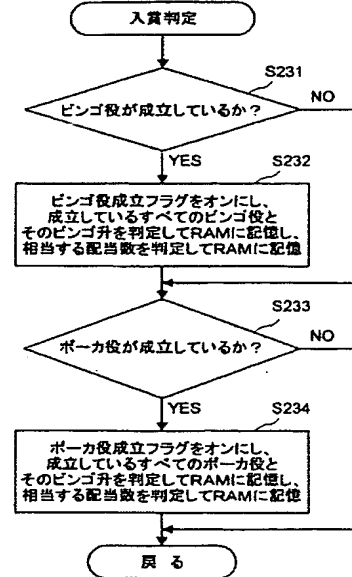 入賞判定
S231
ビンゴ役が成立しているか？
NO
YES
S232
ビンゴ役成立フラグをオンにし、
成立しているすべてのビンゴ役と
そのビンゴ升を判定してRAMに記憶し、
相当する配当数を判定してRAMに記憶
S233
ポーカ役が成立しているか？
NO
YES
S234
ポーカ役成立フラグをオンにし、
成立しているすべてのポーカ役と
そのビンゴ升を判定してRAMに記憶し、
相当する配当数を判定してRAMに記憶
戻 る